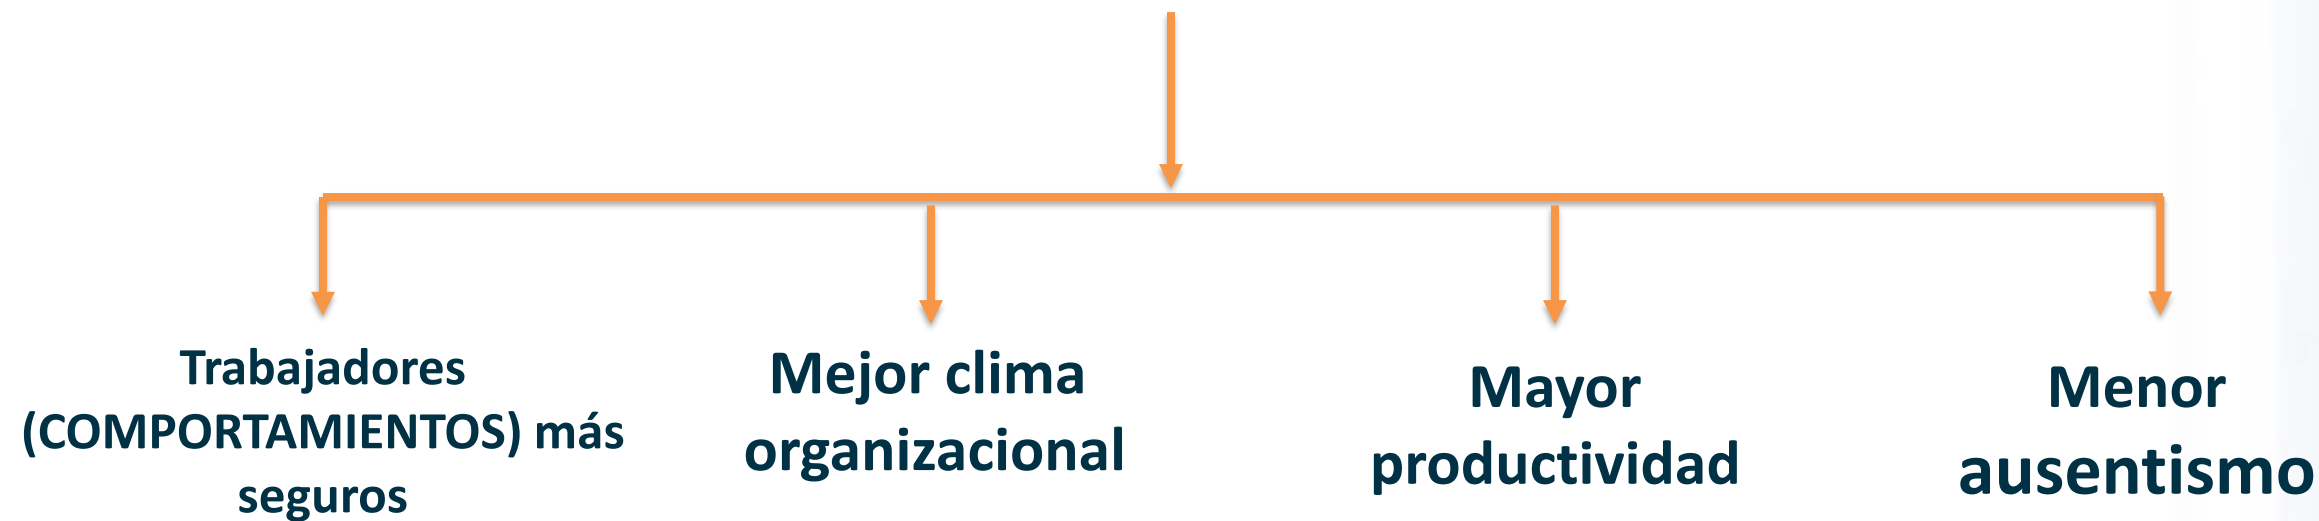 Trabajadores
(COMPORTAMIENTOS) más
seguros
Mejor clima
organizacional
Mayor
productividad
Menor
ausentismo